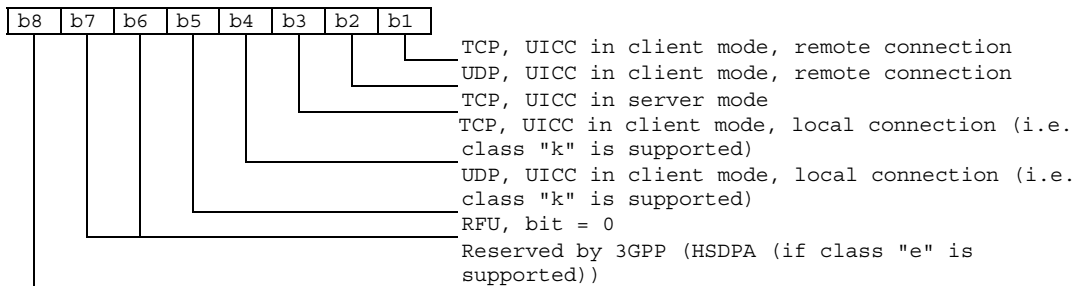 b8 b7 b6 b5 b4 b3 b2 b1
TCP, UICC in client mode, remote connection
UDP, UICC in client mode, remote connection
TCP, UICC in server mode
TCP, UICC in client mode, local connection (i.e.
class "k" is supported)
UDP, UICC in client mode, local connection (i.e.
class "k" is supported)
RFU, bit = 0
Reserved by 3GPP (HSDPA (if class "e" is
supported))